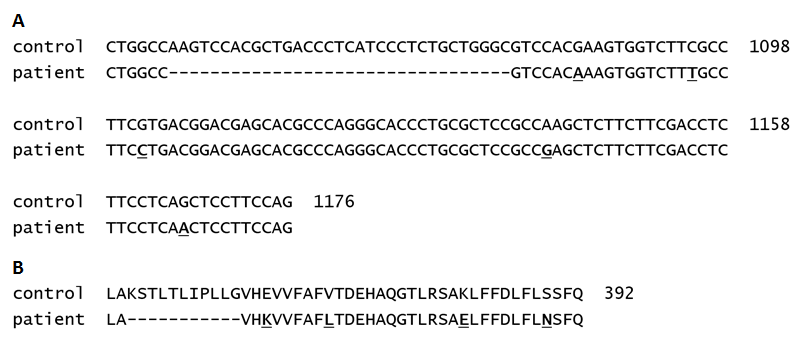 A
control CTGGCCAAGTCCACGCTGACCCTCATCCCTCTGCTGGGCGTCCACGAAGTGGTCTTCGCC 1098
patient CTGGCC---------------------------------GTCCACAAAGTGGTCTTTGCC
control TTCGTGACGGACGAGCACGCCCAGGGCACCCTGCGCTCCGCCAAGCTCTTCTTCGACCTC 1158
patient TTCCTGACGGACGAGCACGCCCAGGGCACCCTGCGCTCCGCCGAGCTCTTCTTCGACCTC
control TTCCTCAGCTCCTTCCAG 1176
patient TTCCTCAACTCCTTCCAG
B
control LAKSTLTLIPLLGVHEVVFAFVTDEHAQGTLRSAKLFFDLFLSSFQ 392
patient LA-----------VHKVVFAFLTDEHAQGTLRSAELFFDLFLNSFQ